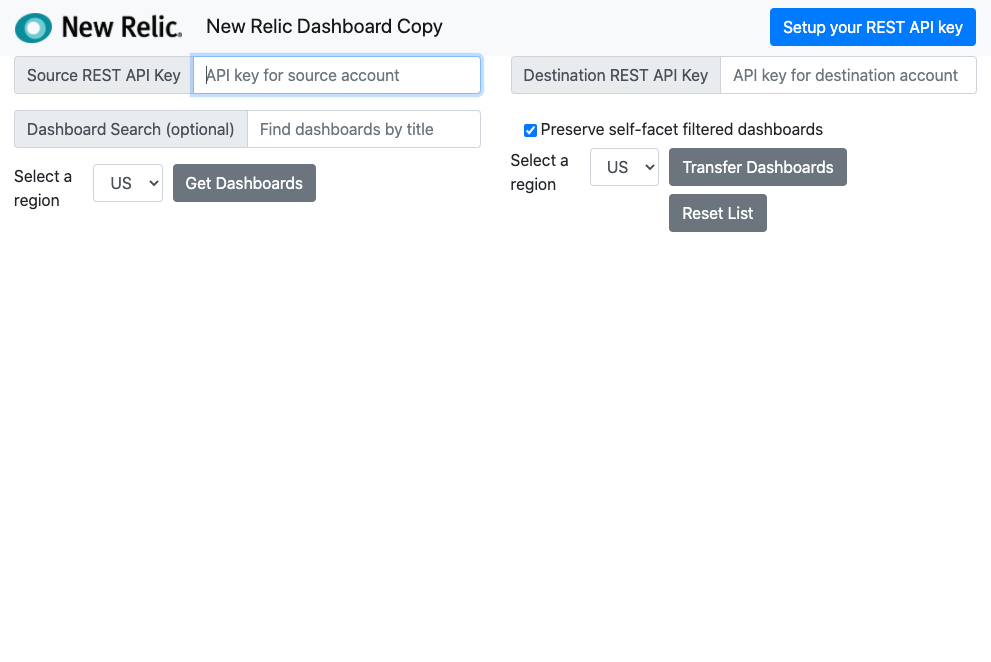 New Relic. New Relic Dashboard Copy Setup your REST API key
Source REST API Key API key for source account
Destination REST API Key API key for destination account
Dashboard Search (optional) Find dashboards by title
Preserve self-facet filtered dashboards
Select a region US Get Dashboards
Select a region US Transfer Dashboards
Reset List